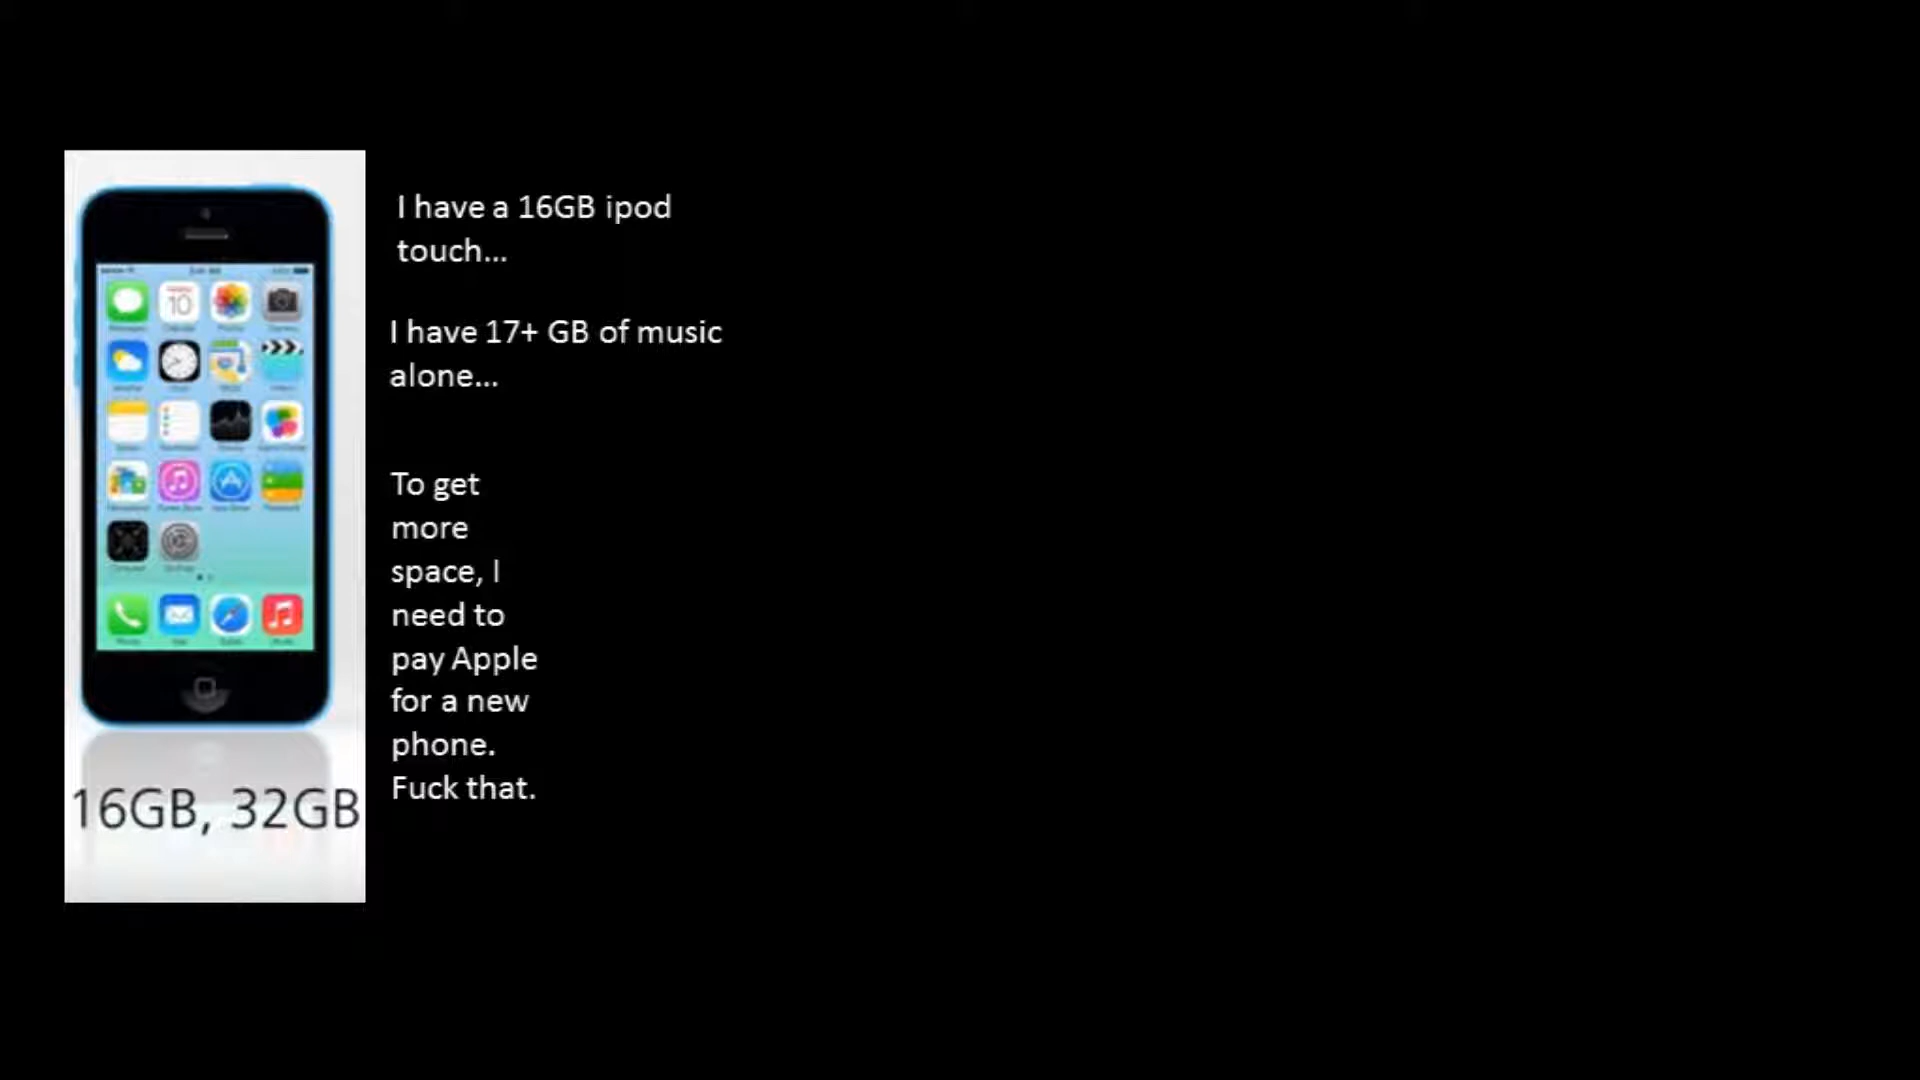 I have a 16GB ipod
touch...
I have 17+ GB of music
alone...
To get
more
space, I
need to
pay Apple
for a new
phone.
Fuck that.
10
16GB, 32GB